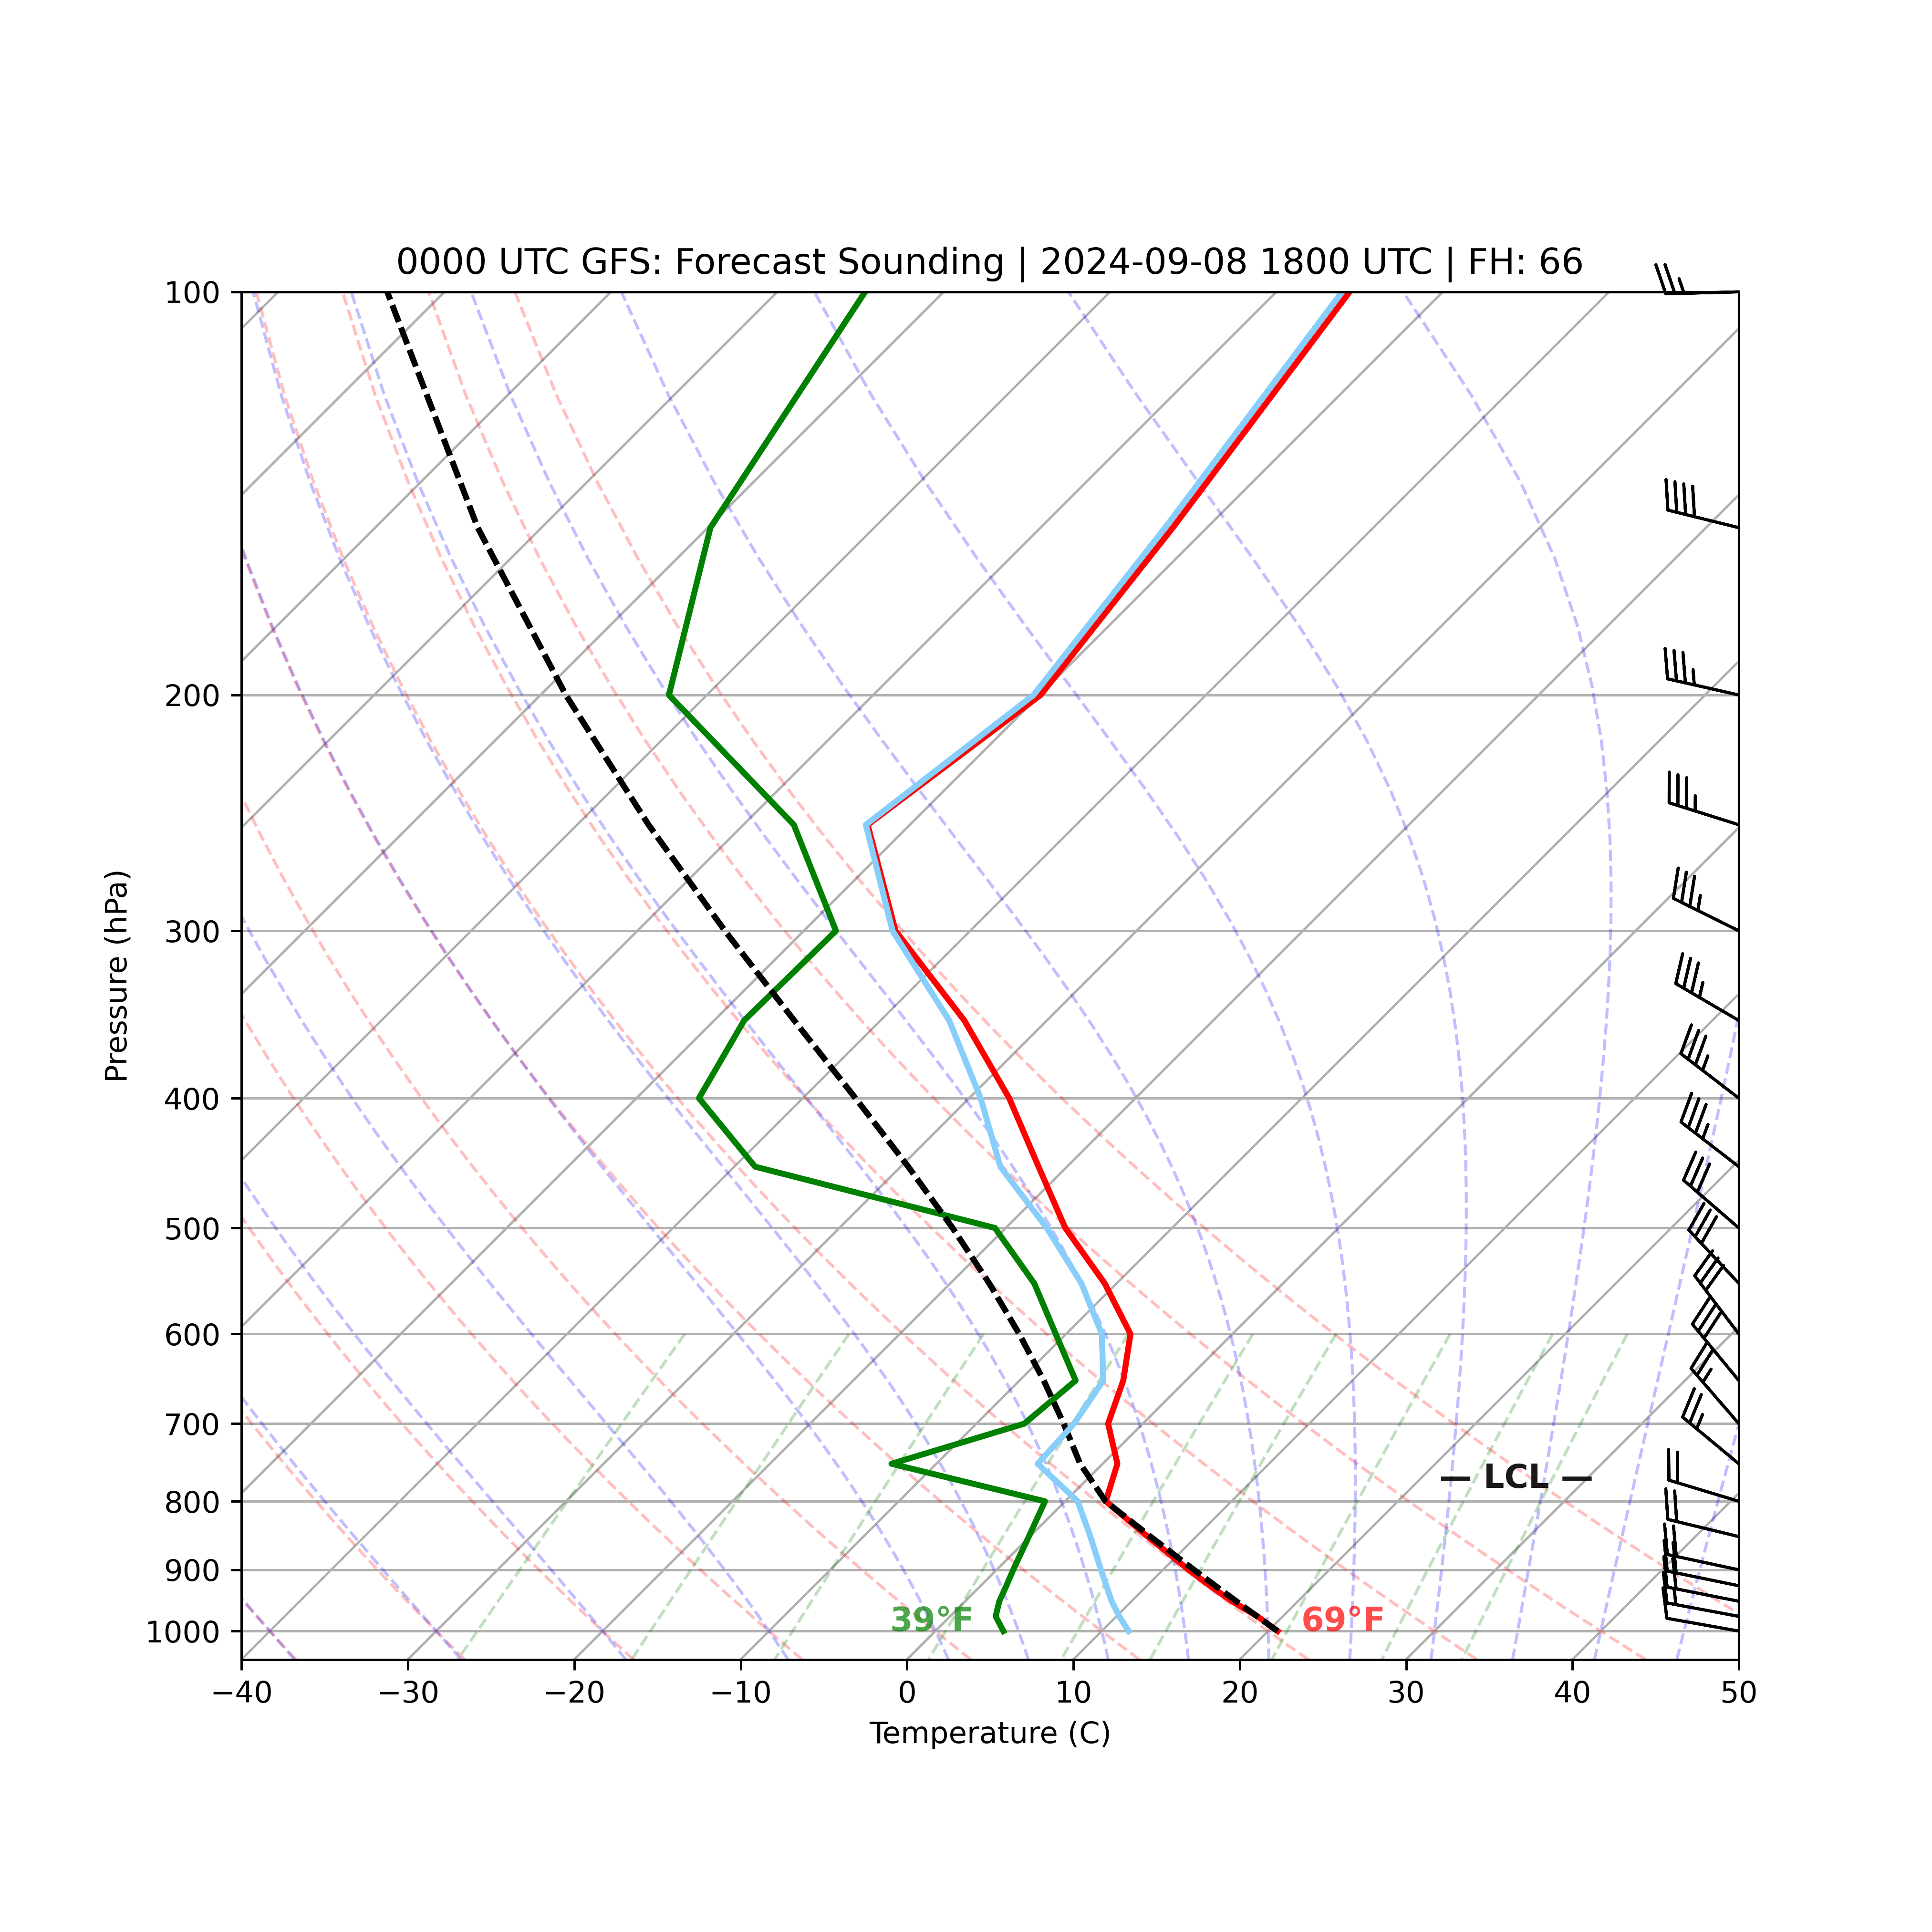 0000 UTC GFS: Forecast Sounding | 2024-09-08 1800 UTC | FH: 66
100
200
300
400
500
600
700
800
900
1000
Pressure (hPa)
— LCL —
39°F
69°F
−40 −30 −20 −10 0 10 20 30 40 50
Temperature (C)